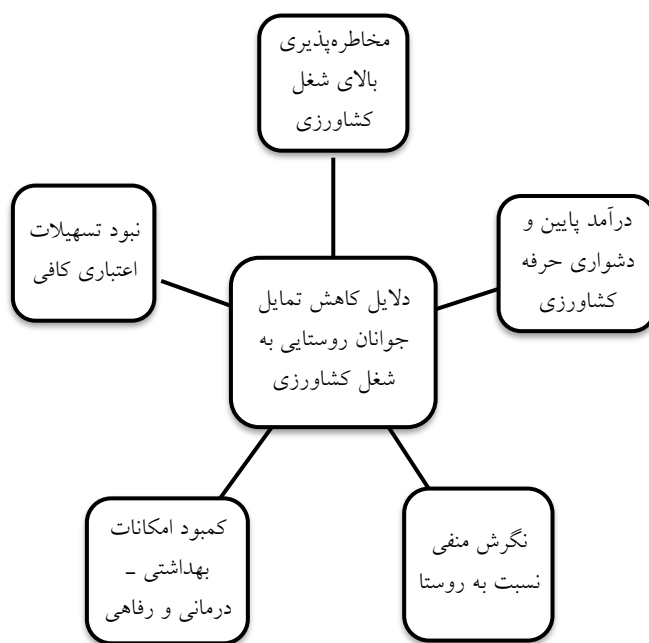 مخاطره‌پذیری
بالای شغل
کشاورزی
درآمد پایین و
دشواری حرفه
کشاورزی
نبود تسهیلات
اعتباری کافی
دلایل کاهش تمایل
جوانان روستایی به
شغل کشاورزی
نگرش منفی
نسبت به روستا
کمبود امکانات
بهداشتی –
درمانی و رفاهی